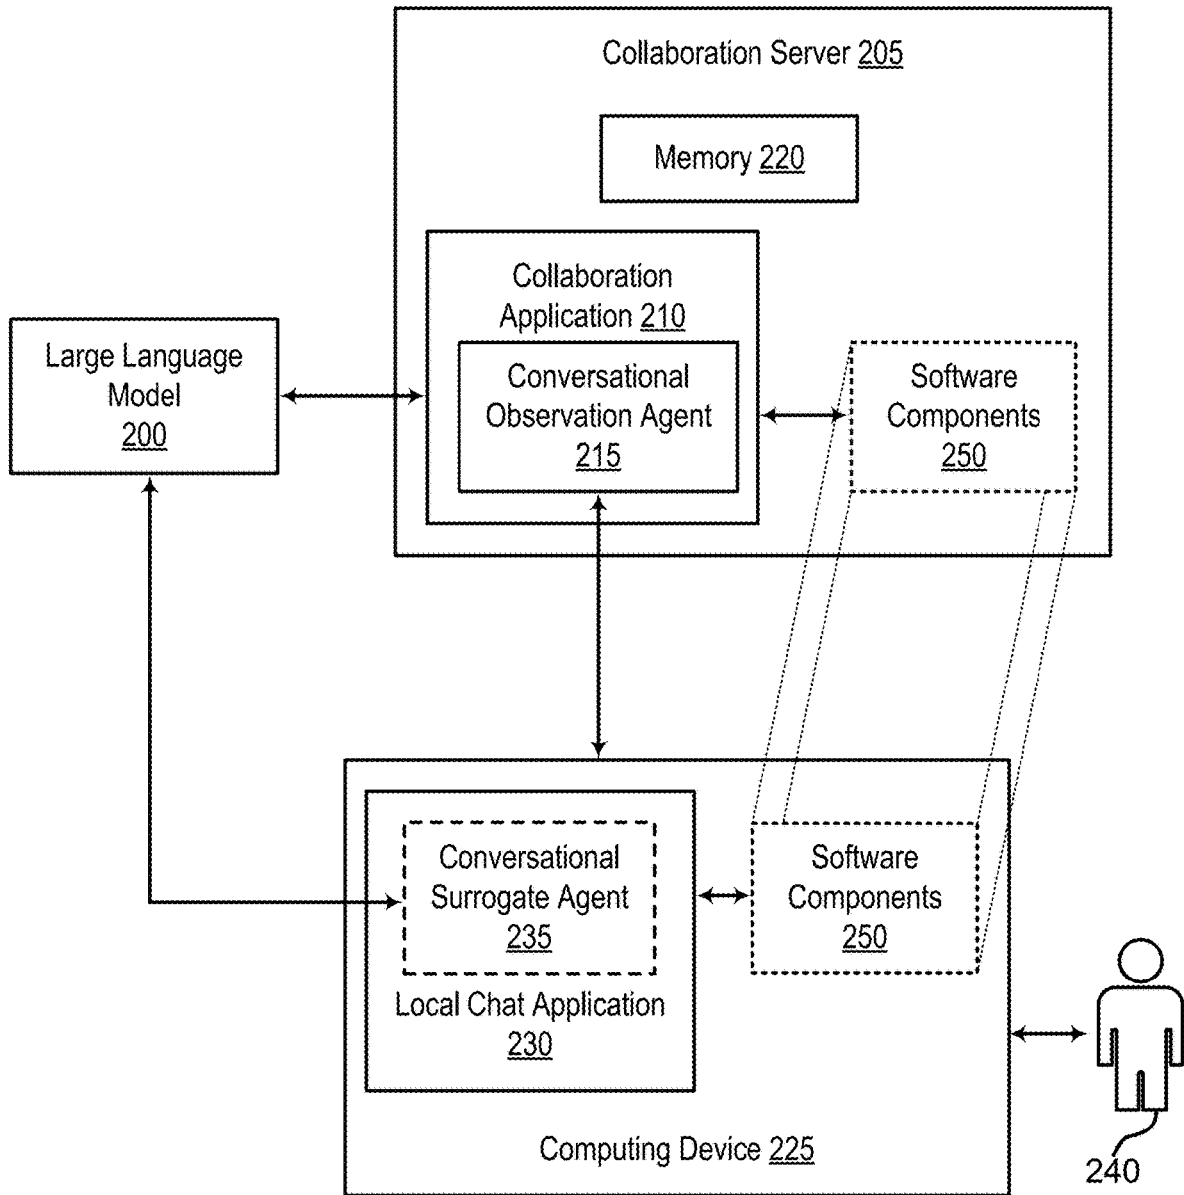 Collaboration Server 205
Memory 220
Collaboration
Application 210
Conversational
Observation Agent
215
Software
Components
250
Large Language
Model
200
Conversational
Surrogate Agent
235
Local Chat Application
230
Software
Components
250
Computing Device 225
240